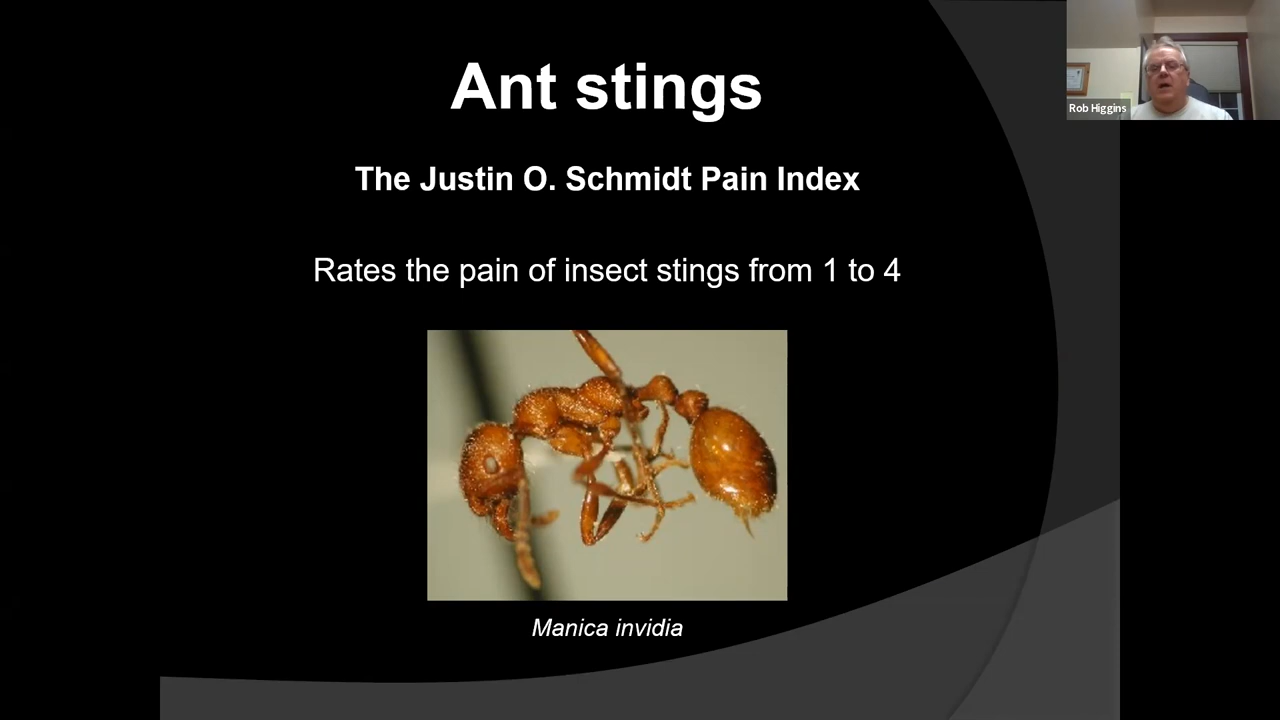 Ant stings
The Justin O. Schmidt Pain Index
Rates the pain of insect stings from 1 to 4
Manica invidia
Rob Higgins